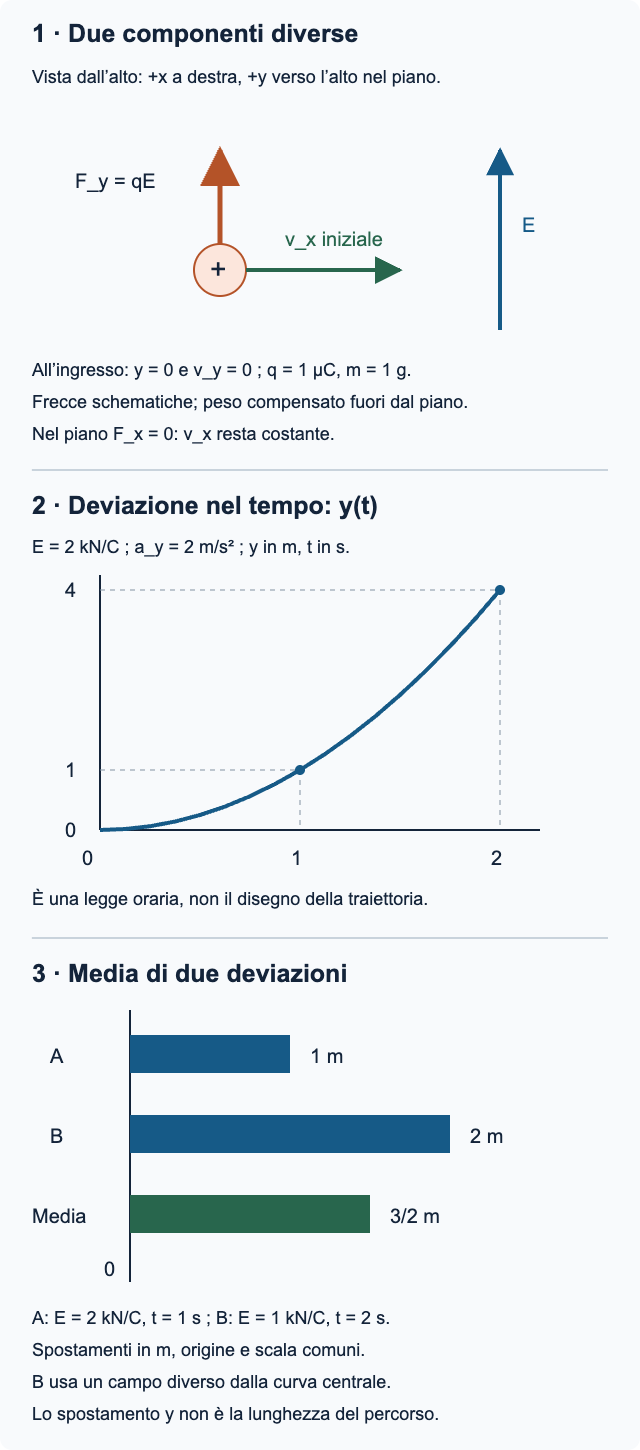 1 · Due componenti diverse
Vista dall’alto: +x a destra, +y verso l’alto nel piano.
F_y = qE
v_x iniziale
E
+
All’ingresso: y = 0 e v_y = 0 ; q = 1 μC, m = 1 g.
Frecce schematiche; peso compensato fuori dal piano.
Nel piano F_x = 0: v_x resta costante.
2 · Deviazione nel tempo: y(t)
E = 2 kN/C ; a_y = 2 m/s² ; y in m, t in s.
4
1
0
0 1 2
È una legge oraria, non il disegno della traiettoria.
3 · Media di due deviazioni
A 1 m
B 2 m
Media 3/2 m
0
A: E = 2 kN/C, t = 1 s ; B: E = 1 kN/C, t = 2 s.
Spostamenti in m, origine e scala comuni.
B usa un campo diverso dalla curva centrale.
Lo spostamento y non è la lunghezza del percorso.